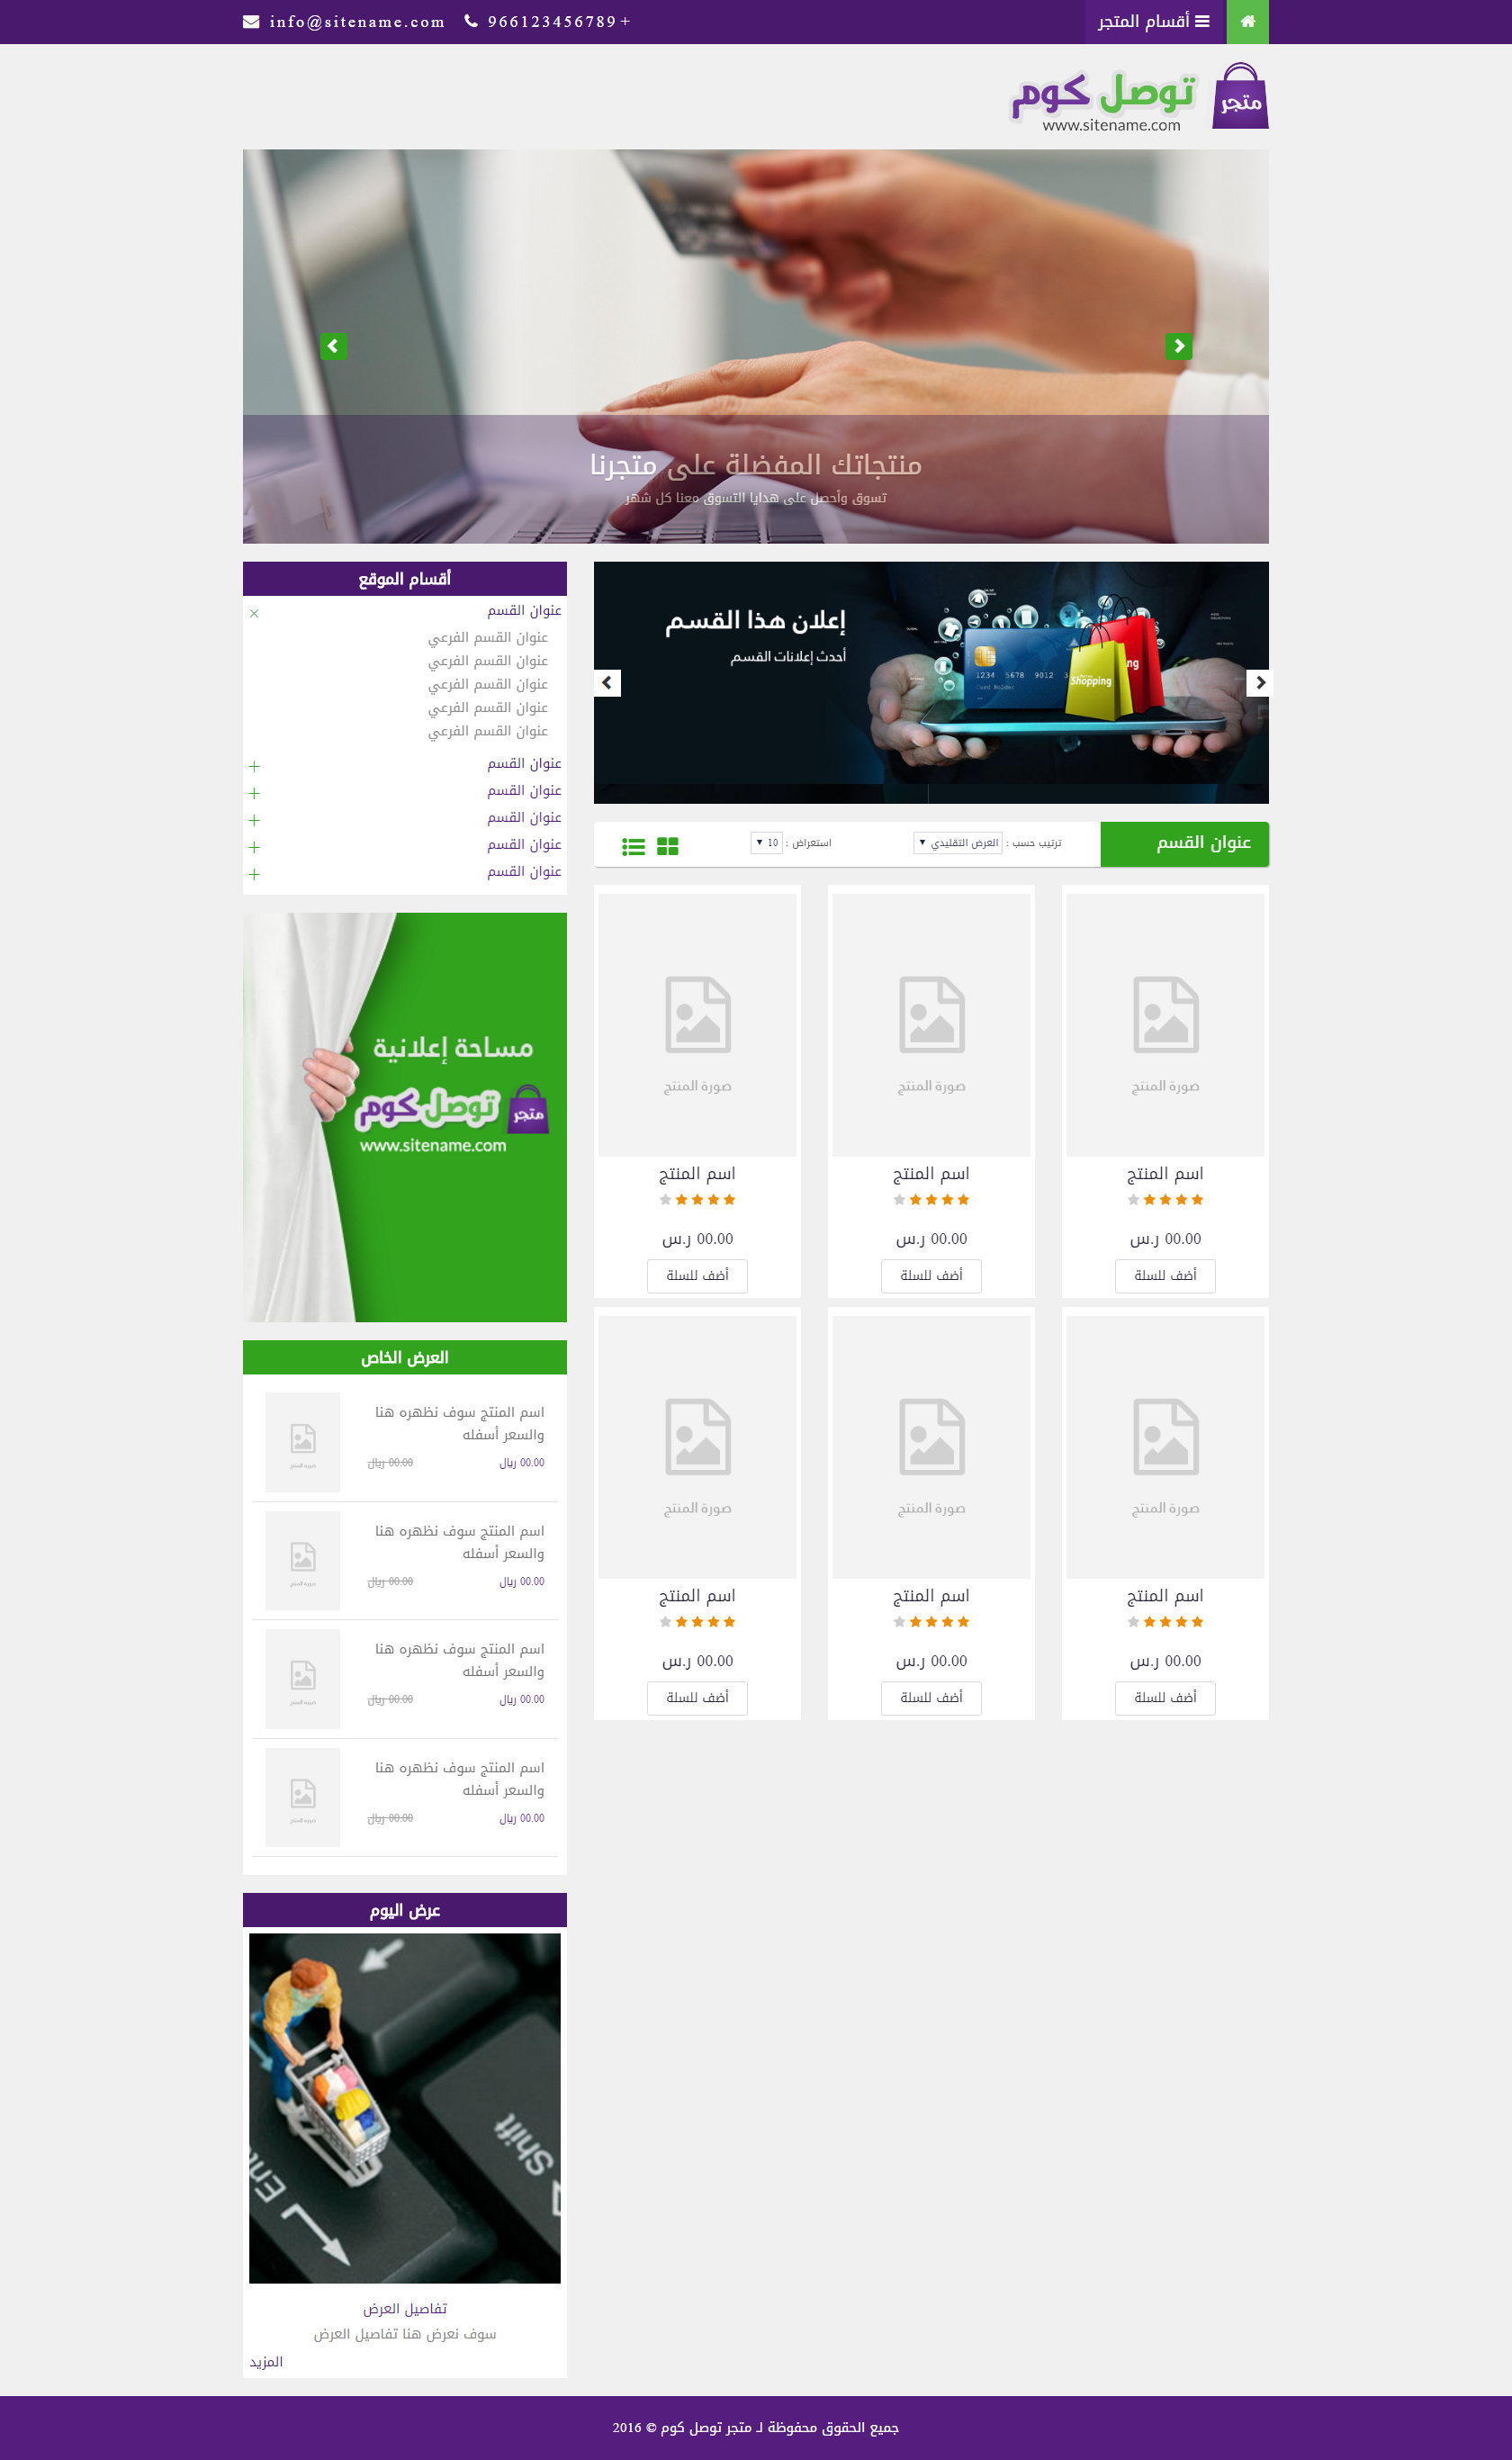 أقسام المتجر
966123456789+
info@sitename.com
متجر توصل كوم
www.sitename.com
منتجاتك المفضلة على متجرنا
تسوق وأحصل على هدايا التسوق معنا كل شهر
إعلان هذا القسم
أحدث إعلانات القسم
1234 5678 9012 3
Card Holder
Shopping
عنوان القسم
ترتيب حسب : العرض التقليدي
استعراض : 10
صورة المنتج
صورة المنتج
صورة المنتج
اسم المنتج
اسم المنتج
اسم المنتج
00.00 ر.س
00.00 ر.س
00.00 ر.س
أضف للسلة
أضف للسلة
أضف للسلة
صورة المنتج
صورة المنتج
صورة المنتج
اسم المنتج
اسم المنتج
اسم المنتج
00.00 ر.س
00.00 ر.س
00.00 ر.س
أضف للسلة
أضف للسلة
أضف للسلة
أقسام الموقع
عنوان القسم
عنوان القسم الفرعي
عنوان القسم الفرعي
عنوان القسم الفرعي
عنوان القسم الفرعي
عنوان القسم الفرعي
عنوان القسم
عنوان القسم
عنوان القسم
عنوان القسم
عنوان القسم
مساحة إعلانية
متجر توصل كوم
www.sitename.com
العرض الخاص
اسم المنتج سوف نظهره هنا
والسعر أسفله
00.00 ريال 00.00 ريال
اسم المنتج سوف نظهره هنا
والسعر أسفله
00.00 ريال 00.00 ريال
اسم المنتج سوف نظهره هنا
والسعر أسفله
00.00 ريال 00.00 ريال
اسم المنتج سوف نظهره هنا
والسعر أسفله
00.00 ريال 00.00 ريال
عرض اليوم
Shift
Ente
تفاصيل العرض
سوف نعرض هنا تفاصيل العرض
المزيد
جميع الحقوق محفوظة لـ متجر توصل كوم © 2016